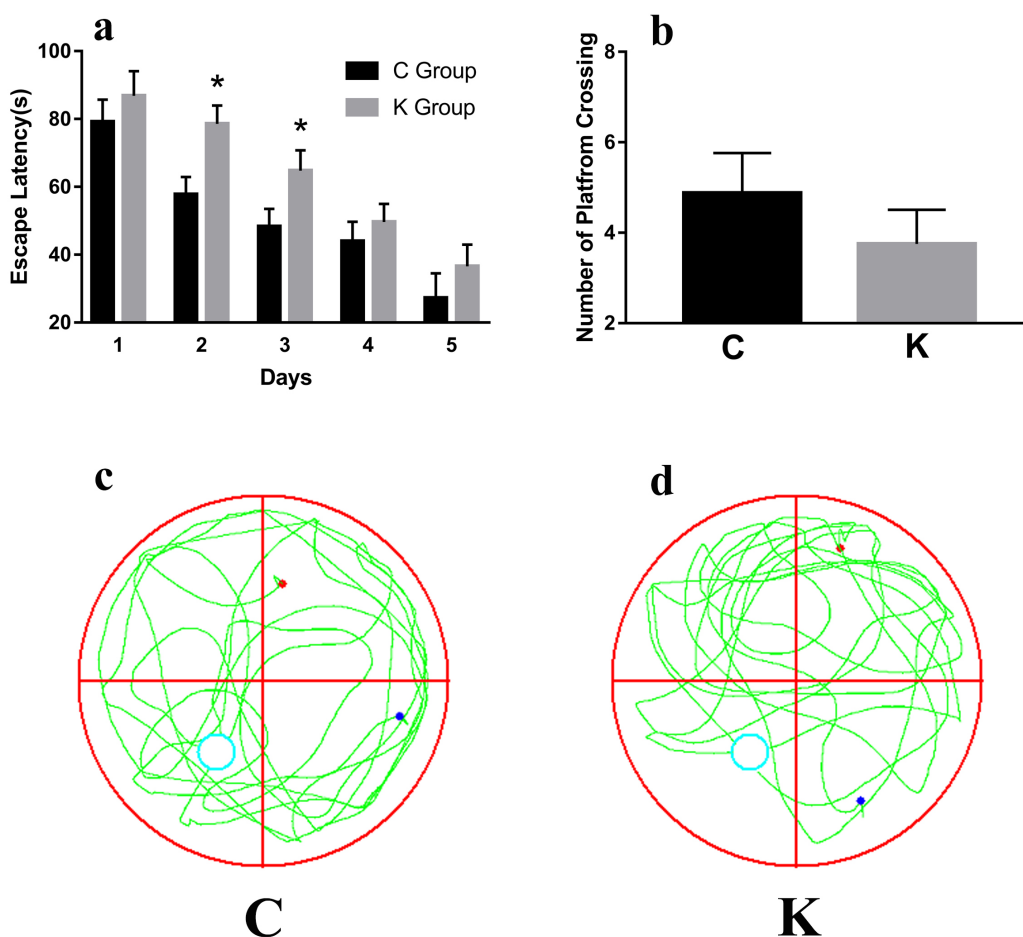 a
Escape Latency(s)
100
80
60
40
20
C Group
K Group
*
*
1 2 3 4 5
Days
b
Number of Platfrom Crossing
8
6
4
2
C K
c
d
C
K